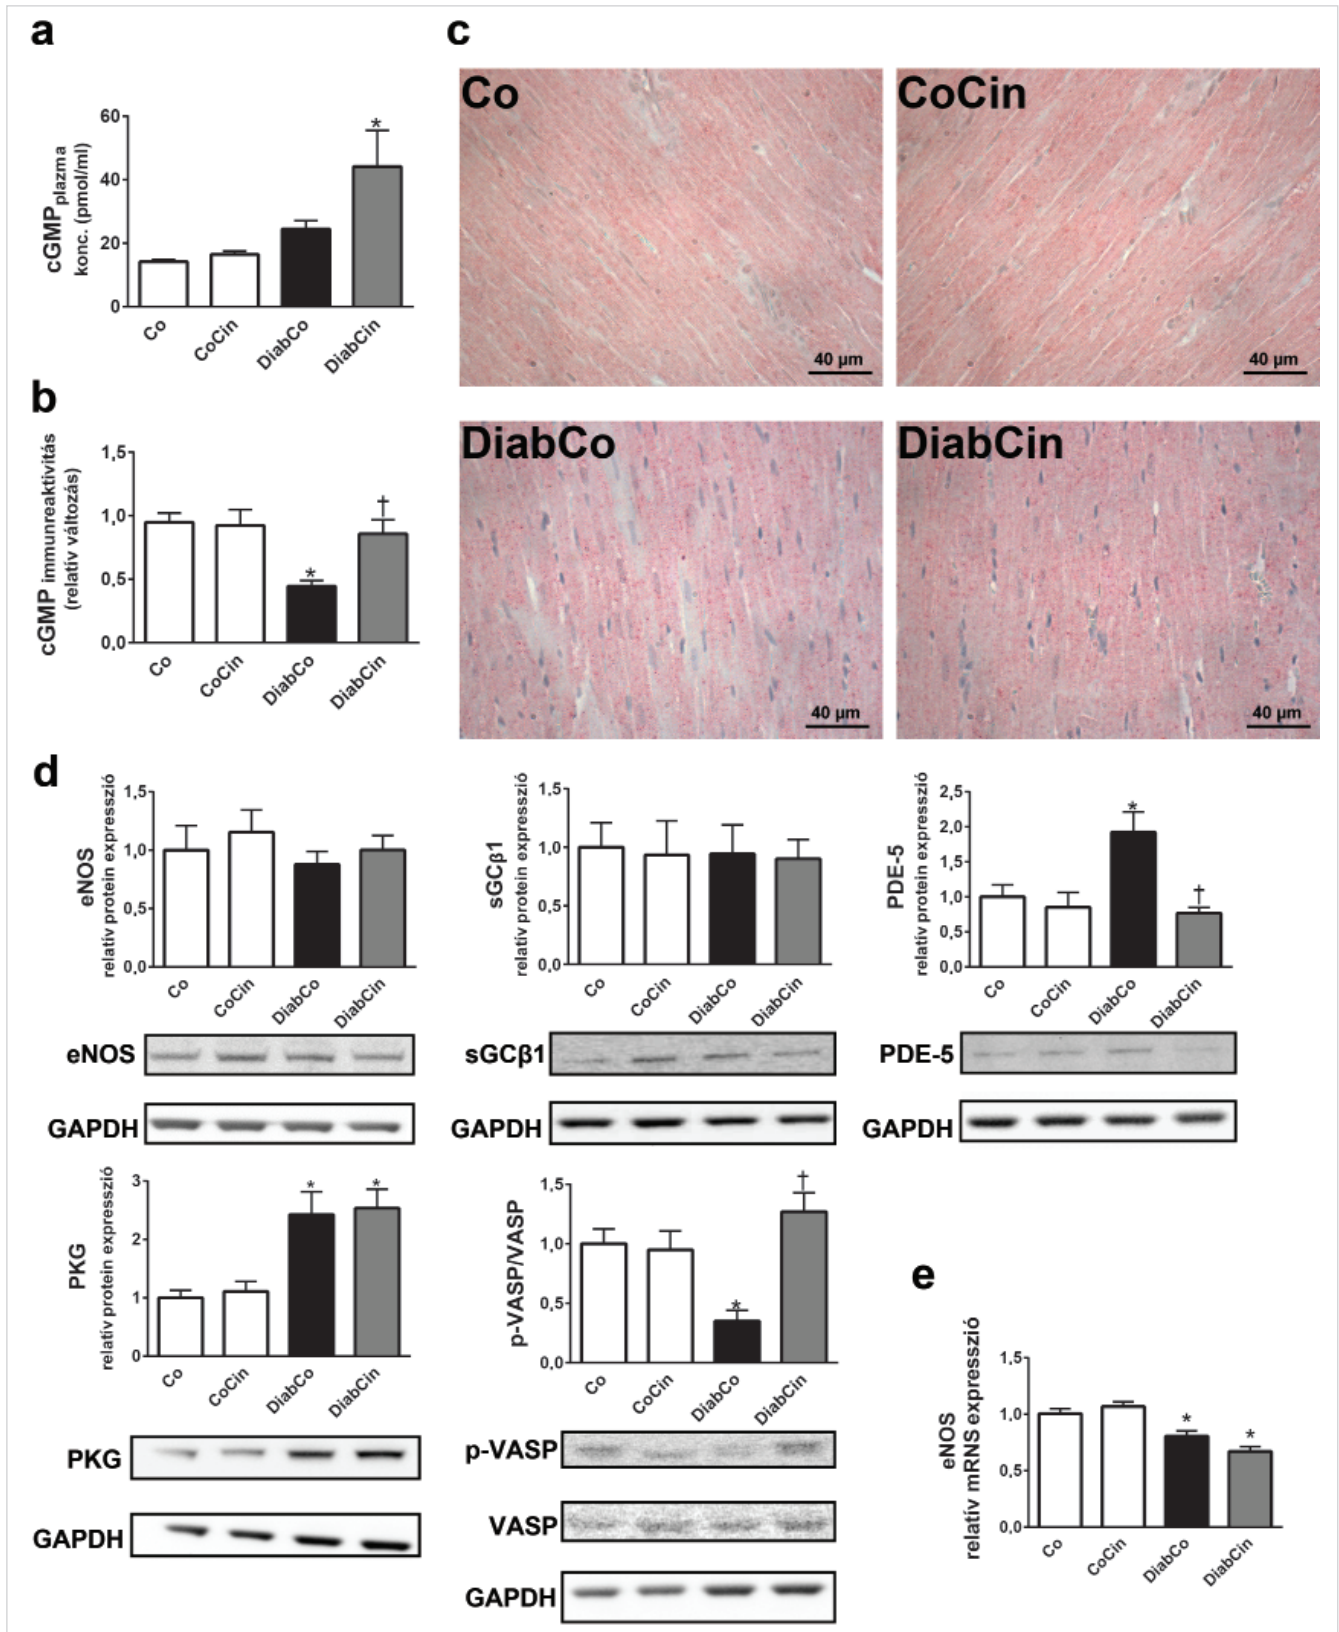 a
cGMPplazma
konc. (pmol/ml)
60
40
20
0
Co
CoCin
DiabCo
DiabCin
*
b
cGMP immunreaktivitás
(relatív változás)
1,5
1,0
0,5
0,0
Co
CoCin
DiabCo
DiabCin
*
†
c
Co
40 µm
CoCin
40 µm
DiabCo
40 µm
DiabCin
40 µm
d
eNOS
relatív protein expresszió
1,5
1,0
0,5
0,0
Co
CoCin
DiabCo
DiabCin
eNOS
GAPDH
sGCβ1
relatív protein expresszió
1,5
1,0
0,5
0,0
Co
CoCin
DiabCo
DiabCin
sGCβ1
GAPDH
PDE-5
relatív protein expresszió
2,5
2,0
1,5
1,0
0,5
0,0
*
†
Co
CoCin
DiabCo
DiabCin
PDE-5
GAPDH
PKG
relatív protein expresszió
3
2
1
0
*
*
Co
CoCin
DiabCo
DiabCin
PKG
GAPDH
p-VASP/VASP
1,5
1,0
0,5
0,0
*
†
Co
CoCin
DiabCo
DiabCin
p-VASP
VASP
GAPDH
e
eNOS
relatív mRNS expresszió
1,5
1,0
0,5
0,0
*
*
Co
CoCin
DiabCo
DiabCin